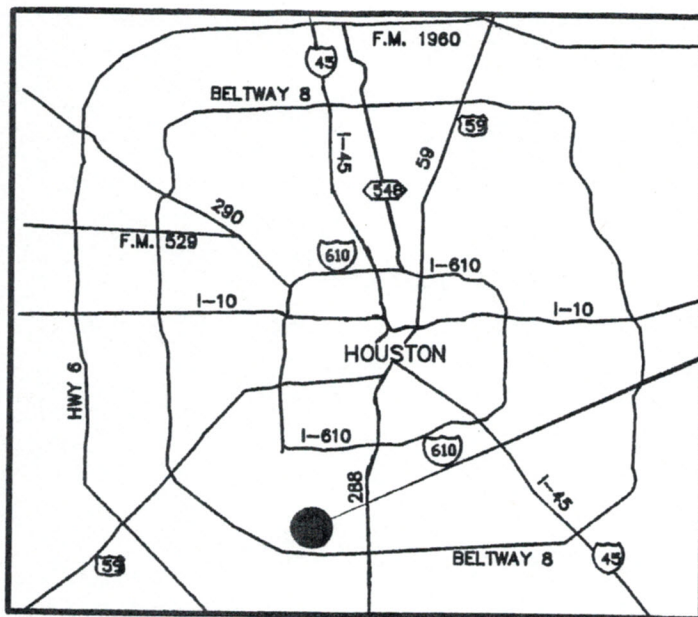 F.M. 1960
45
BELTWAY 8
59
I-45
59
548
290
F.M. 529
610
I-610
I-10
I-10
HOUSTON
HWY 6
I-610
610
288
I-45
59
BELTWAY 8
45